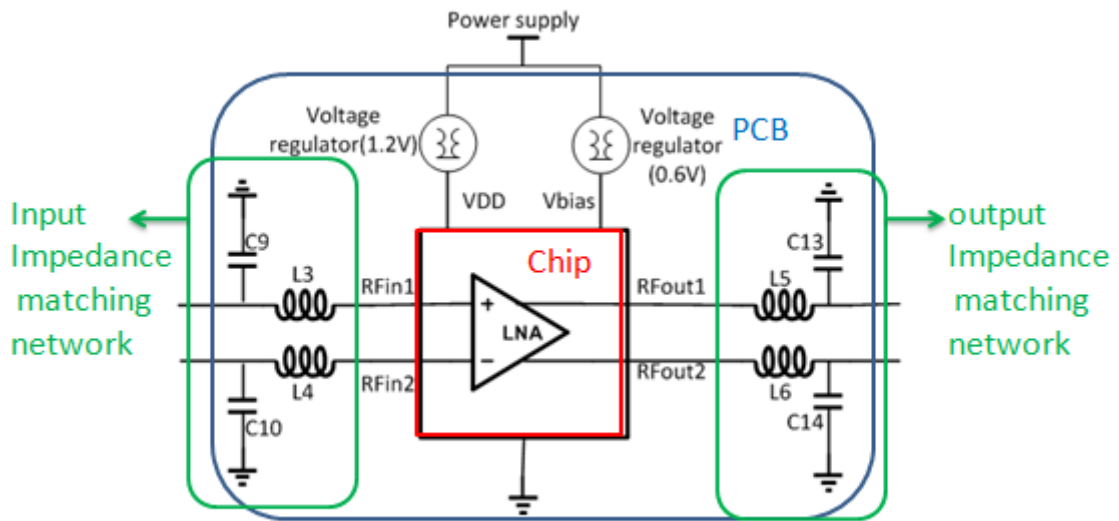 Power supply
Voltage
regulator(1.2V)
Voltage
regulator
(0.6V)
PCB
VDD
Vbias
Input
Impedance
matching
network
C9
L3
RFin1
Chip
+
LNA
−
RFout1
L5
C13
output
Impedance
matching
network
L4
RFin2
C10
RFout2
L6
C14